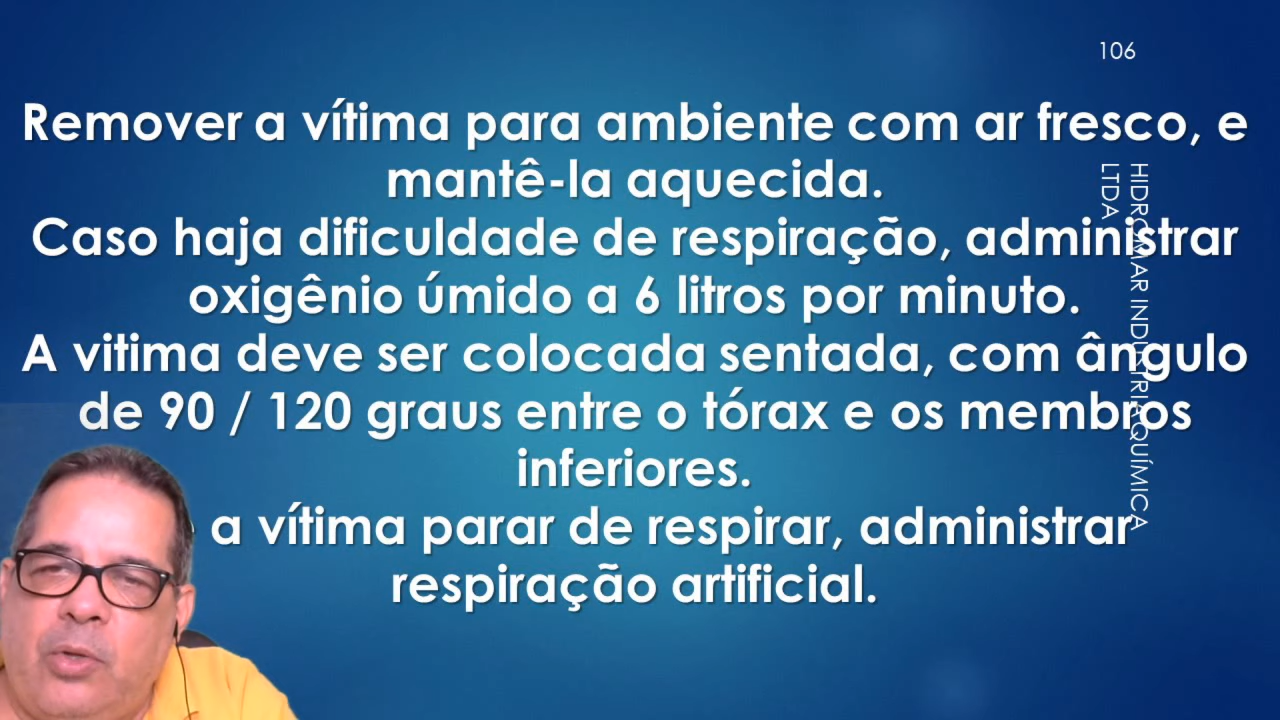 106
Remover a vítima para ambiente com ar fresco, e
mantê-la aquecida.
Caso haja dificuldade de respiração, administrar
oxigênio úmido a 6 litros por minuto.
A vitima deve ser colocada sentada, com ângulo
de 90 / 120 graus entre o tórax e os membros
inferiores.
a vítima parar de respirar, administrar
respiração artificial.
HIDROMAR INDÚSTRIA QUÍMICA
LTDA